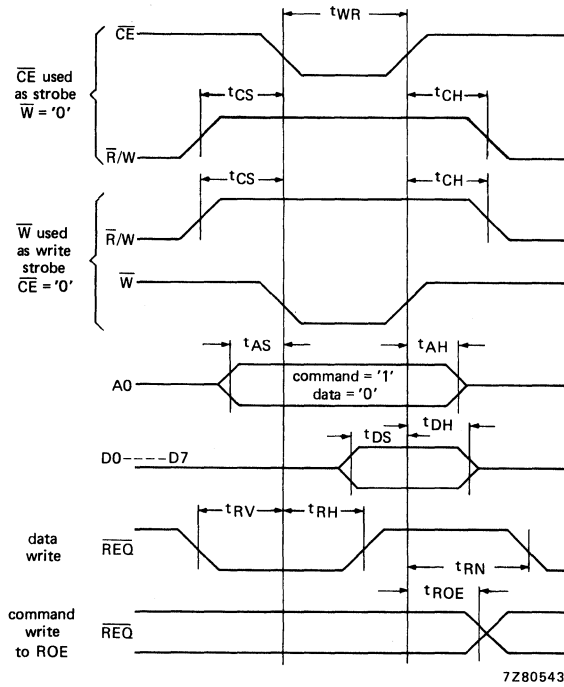 tWR
CE
CE used
as strobe
W = '0'
tCS
tCH
R/W
tCS
tCH
W used
as write
strobe
CE = '0'
R/W
W
tAS
tAH
A0
command = '1'
data = '0'
tDS
tDH
D0----D7
tRV
tRH
data
write
REQ
tRN
tROE
command
write
to ROE
REQ
7Z80543